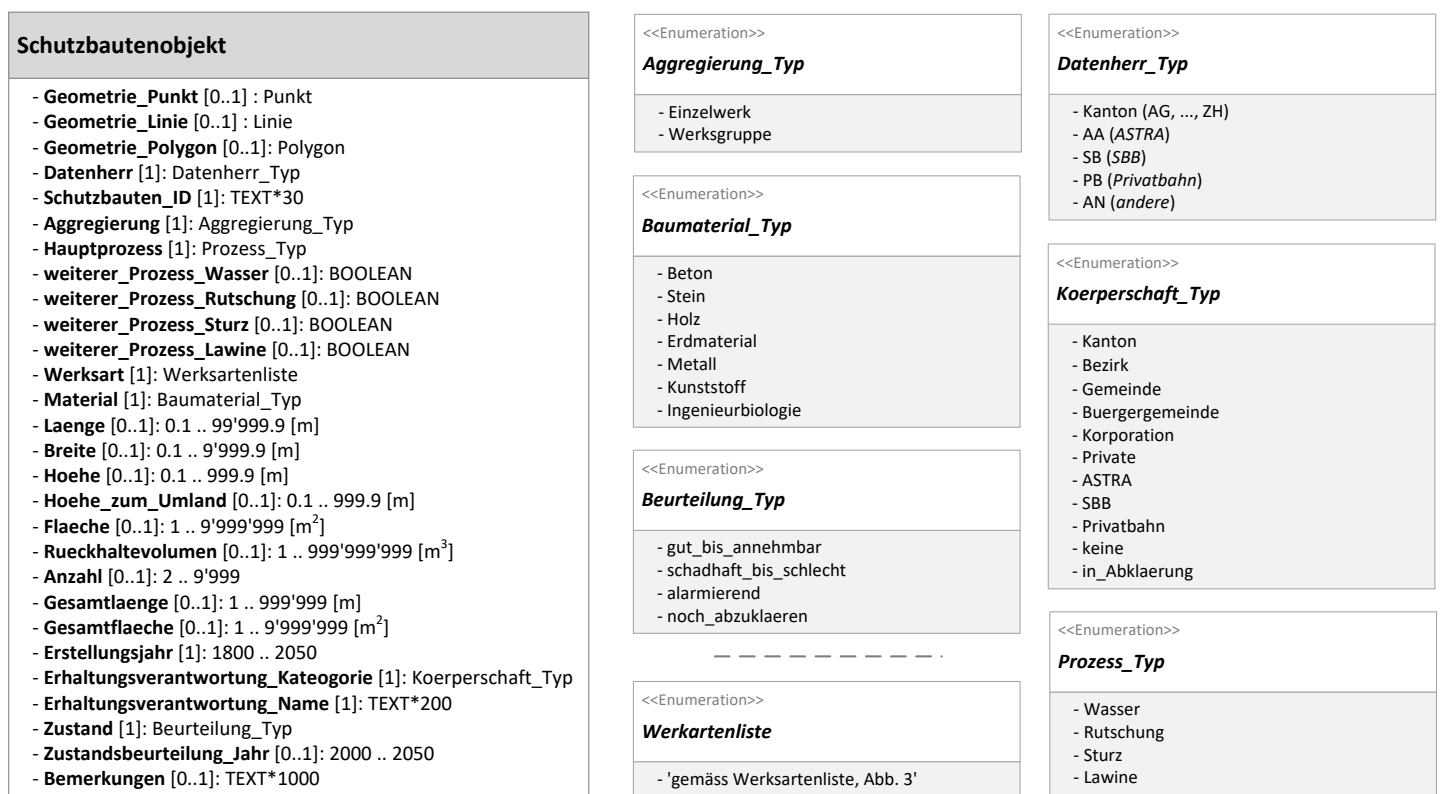 Schutzbautenobjekt
- Geometrie_Punkt [0..1] : Punkt
- Geometrie_Linie [0..1] : Linie
- Geometrie_Polygon [0..1]: Polygon
- Datenherr [1]: Datenherr_Typ
- Schutzbauten_ID [1]: TEXT*30
- Aggregierung [1]: Aggregierung_Typ
- Hauptprozess [1]: Prozess_Typ
- weiterer_Prozess_Wasser [0..1]: BOOLEAN
- weiterer_Prozess_Rutschung [0..1]: BOOLEAN
- weiterer_Prozess_Sturz [0..1]: BOOLEAN
- weiterer_Prozess_Lawine [0..1]: BOOLEAN
- Werksart [1]: Werksartenliste
- Material [1]: Baumaterial_Typ
- Laenge [0..1]: 0.1 .. 99'999.9 [m]
- Breite [0..1]: 0.1 .. 9'999.9 [m]
- Hoehe [0..1]: 0.1 .. 999.9 [m]
- Hoehe_zum_Umland [0..1]: 0.1 .. 999.9 [m]
- Flaeche [0..1]: 1 .. 9'999'999 [m²]
- Rueckhaltevolumen [0..1]: 1 .. 999'999'999 [m³]
- Anzahl [0..1]: 2 .. 9'999
- Gesamtlaenge [0..1]: 1 .. 999'999 [m]
- Gesamtflaeche [0..1]: 1 .. 9'999'999 [m²]
- Erstellungsjahr [1]: 1800 .. 2050
- Erhaltungsverantwortung_Kateogorie [1]: Koerperschaft_Typ
- Erhaltungsverantwortung_Name [1]: TEXT*200
- Zustand [1]: Beurteilung_Typ
- Zustandsbeurteilung_Jahr [0..1]: 2000 .. 2050
- Bemerkungen [0..1]: TEXT*1000
<<Enumeration>>
Aggregierung_Typ
- Einzelwerk
- Werksgruppe
<<Enumeration>>
Baumaterial_Typ
- Beton
- Stein
- Holz
- Erdmaterial
- Metall
- Kunststoff
- Ingenieurbiologie
<<Enumeration>>
Beurteilung_Typ
- gut_bis_annehmbar
- schadhaft_bis_schlecht
- alarmierend
- noch_abzuklaeren
<<Enumeration>>
Werkartenliste
- 'gemäss Werksartenliste, Abb. 3'
<<Enumeration>>
Datenherr_Typ
- Kanton (AG, ..., ZH)
- AA (ASTRA)
- SB (SBB)
- PB (Privatbahn)
- AN (andere)
<<Enumeration>>
Koerperschaft_Typ
- Kanton
- Bezirk
- Gemeinde
- Buergergemeinde
- Korporation
- Private
- ASTRA
- SBB
- Privatbahn
- keine
- in_Abklaerung
<<Enumeration>>
Prozess_Typ
- Wasser
- Rutschung
- Sturz
- Lawine